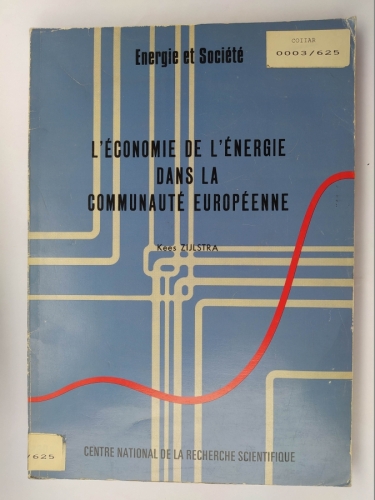 COIIAR
0003/625
Energie et Société
L'ÉCONOMIE DE L'ÉNERGIE
DANS LA
COMMUNAUTÉ EUROPÉENNE
Kees ZIJLSTRA
/625
CENTRE NATIONAL DE LA RECHERCHE SCIENTIFIQUE